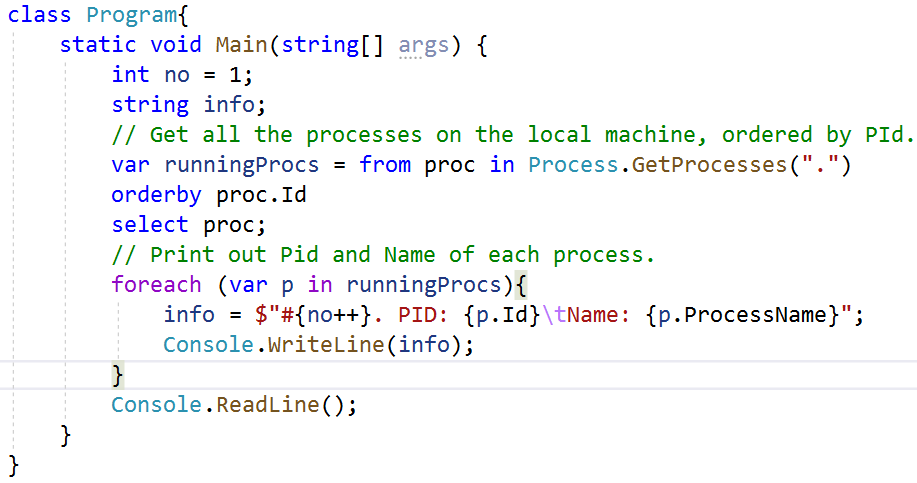 class Program{
    static void Main(string[] args) {
        int no = 1;
        string info;
        // Get all the processes on the local machine, ordered by PId.
        var runningProcs = from proc in Process.GetProcesses(".")
        orderby proc.Id
        select proc;
        // Print out Pid and Name of each process.
        foreach (var p in runningProcs){
            info = $"#{no++}. PID: {p.Id}\tName: {p.ProcessName}";
            Console.WriteLine(info);
        }
        Console.ReadLine();
    }
}